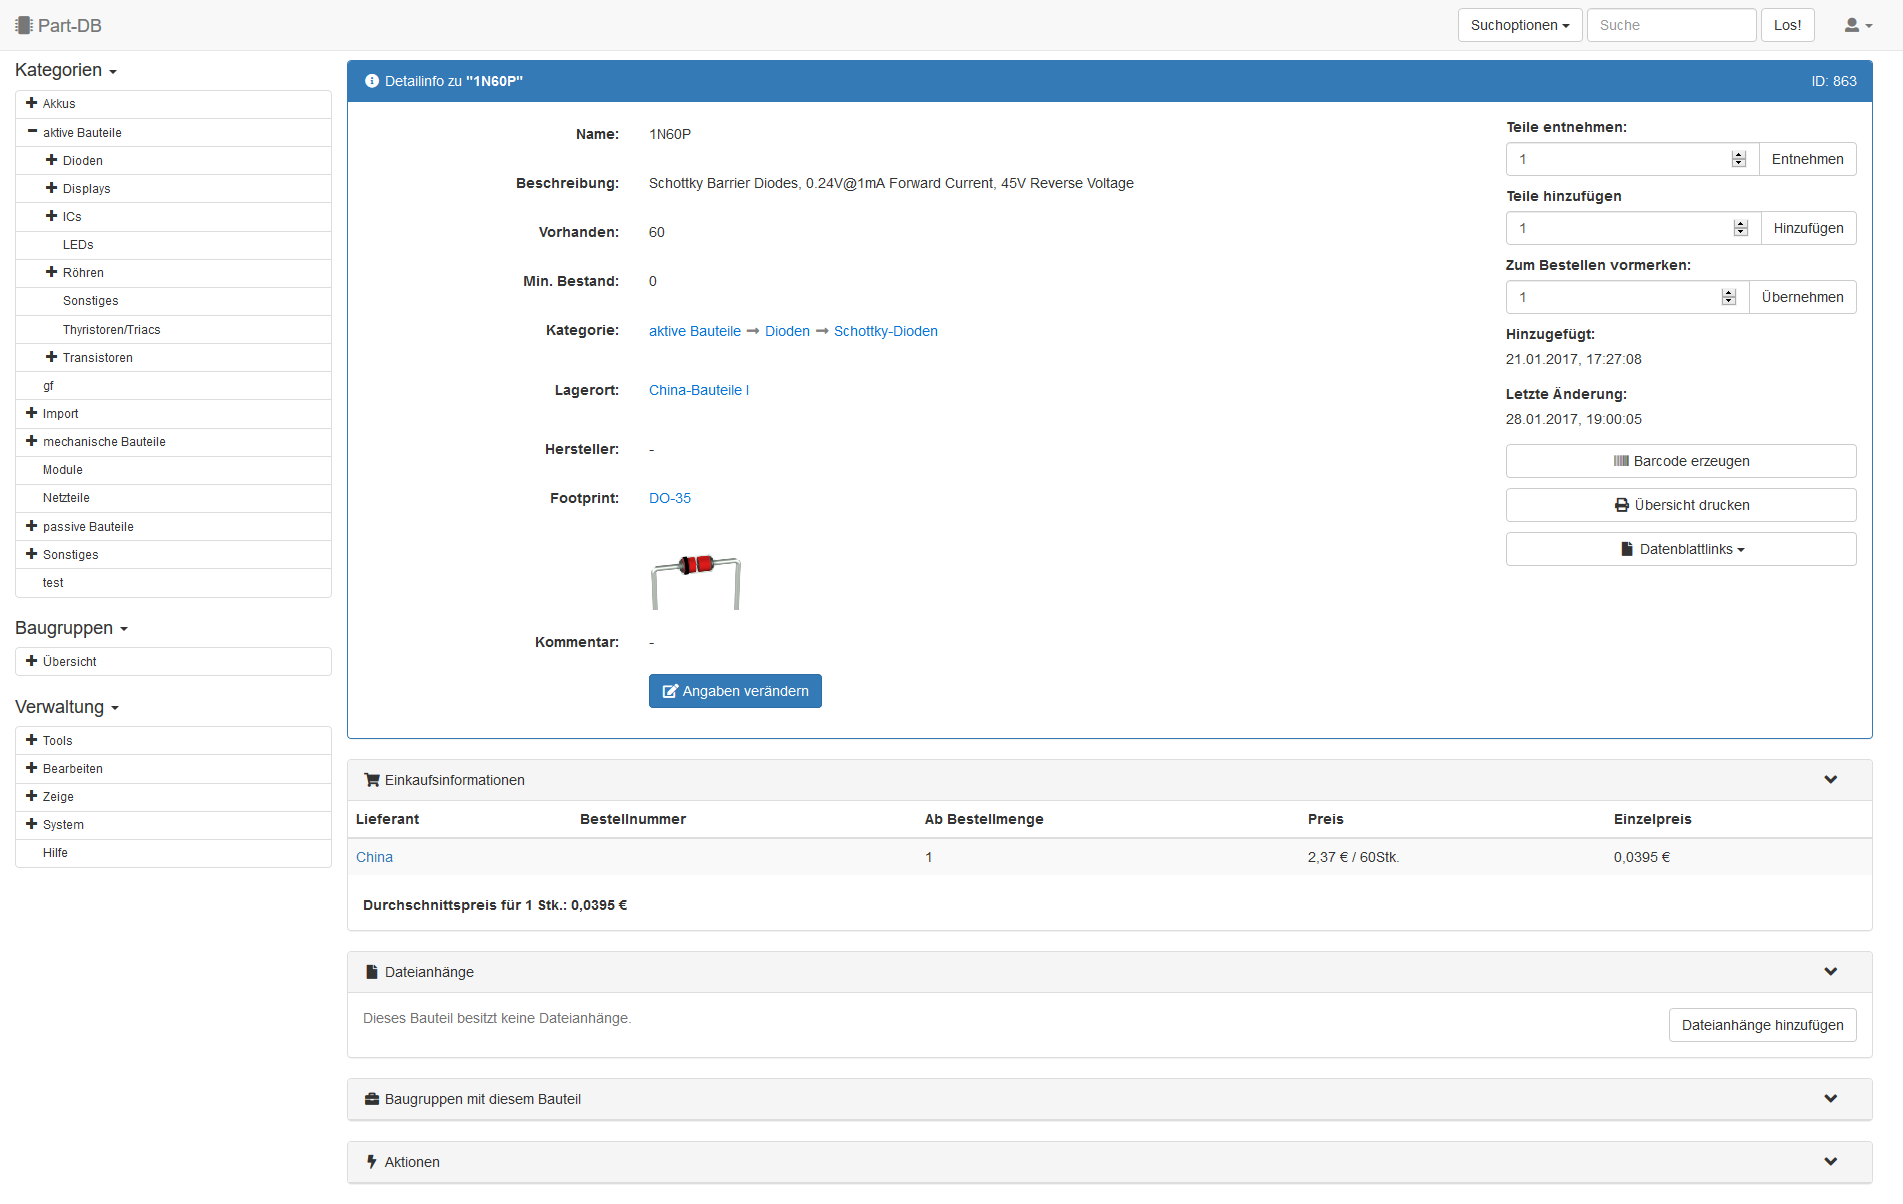 Part-DB
Suchoptionen
Suche
Los!
Kategorien
Akkus
aktive Bauteile
Dioden
Displays
ICs
LEDs
Röhren
Sonstiges
Thyristoren/Triacs
Transistoren
gf
Import
mechanische Bauteile
Module
Netzteile
passive Bauteile
Sonstiges
test
Baugruppen
Übersicht
Verwaltung
Tools
Bearbeiten
Zeige
System
Hilfe
Detailinfo zu "1N60P" ID: 863
Name: 1N60P
Beschreibung: Schottky Barrier Diodes, 0.24V@1mA Forward Current, 45V Reverse Voltage
Vorhanden: 60
Min. Bestand: 0
Kategorie: aktive Bauteile → Dioden → Schottky-Dioden
Lagerort: China-Bauteile I
Hersteller: -
Footprint: DO-35
Kommentar: -
Angaben verändern
Teile entnehmen:
1 Entnehmen
Teile hinzufügen
1 Hinzufügen
Zum Bestellen vormerken:
1 Übernehmen
Hinzugefügt:
21.01.2017, 17:27:08
Letzte Änderung:
28.01.2017, 19:00:05
Barcode erzeugen
Übersicht drucken
Datenblattlinks
Einkaufsinformationen
Lieferant Bestellnummer Ab Bestellmenge Preis Einzelpreis
China 1 2,37 € / 60Stk. 0,0395 €
Durchschnittspreis für 1 Stk.: 0,0395 €
Dateianhänge
Dieses Bauteil besitzt keine Dateianhänge.
Dateianhänge hinzufügen
Baugruppen mit diesem Bauteil
Aktionen